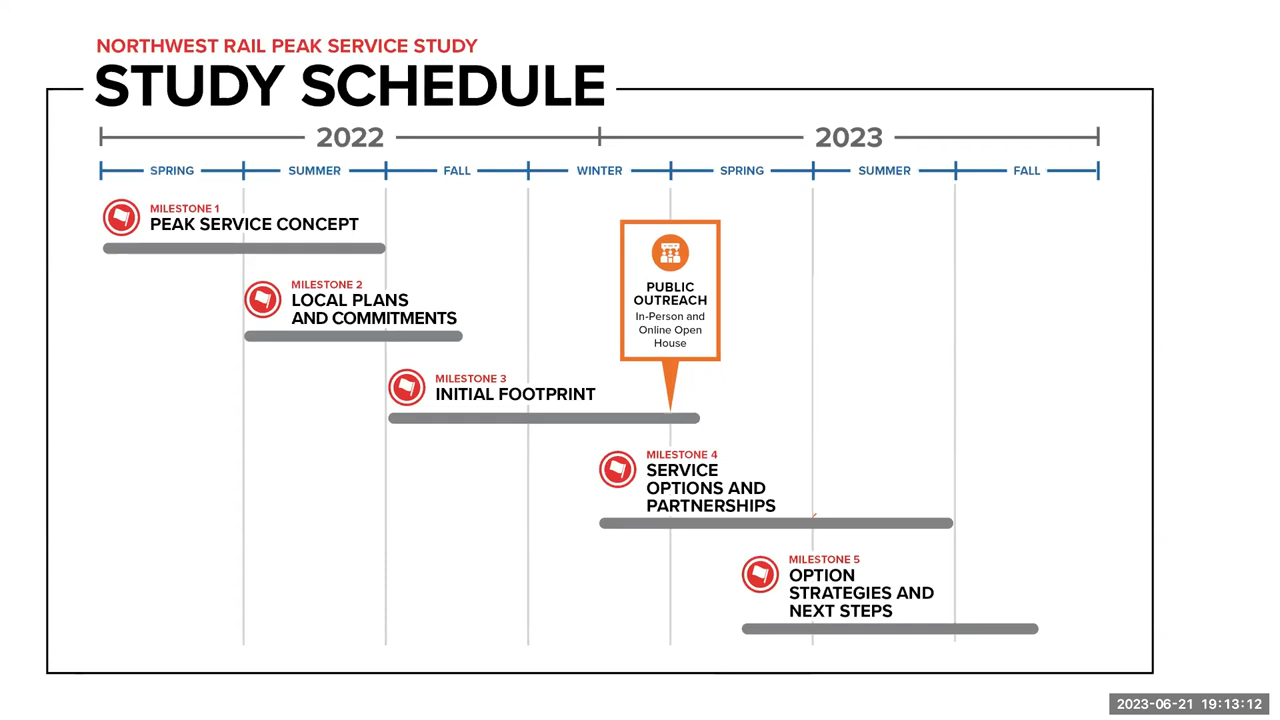 NORTHWEST RAIL PEAK SERVICE STUDY
STUDY SCHEDULE
2022
2023
SPRING
SUMMER
FALL
WINTER
SPRING
SUMMER
FALL
MILESTONE 1
PEAK SERVICE CONCEPT
MILESTONE 2
LOCAL PLANS
AND COMMITMENTS
PUBLIC
OUTREACH
In-Person and
Online Open
House
MILESTONE 3
INITIAL FOOTPRINT
MILESTONE 4
SERVICE
OPTIONS AND
PARTNERSHIPS
MILESTONE 5
OPTION
STRATEGIES AND
NEXT STEPS
2023-06-21 19:13:12